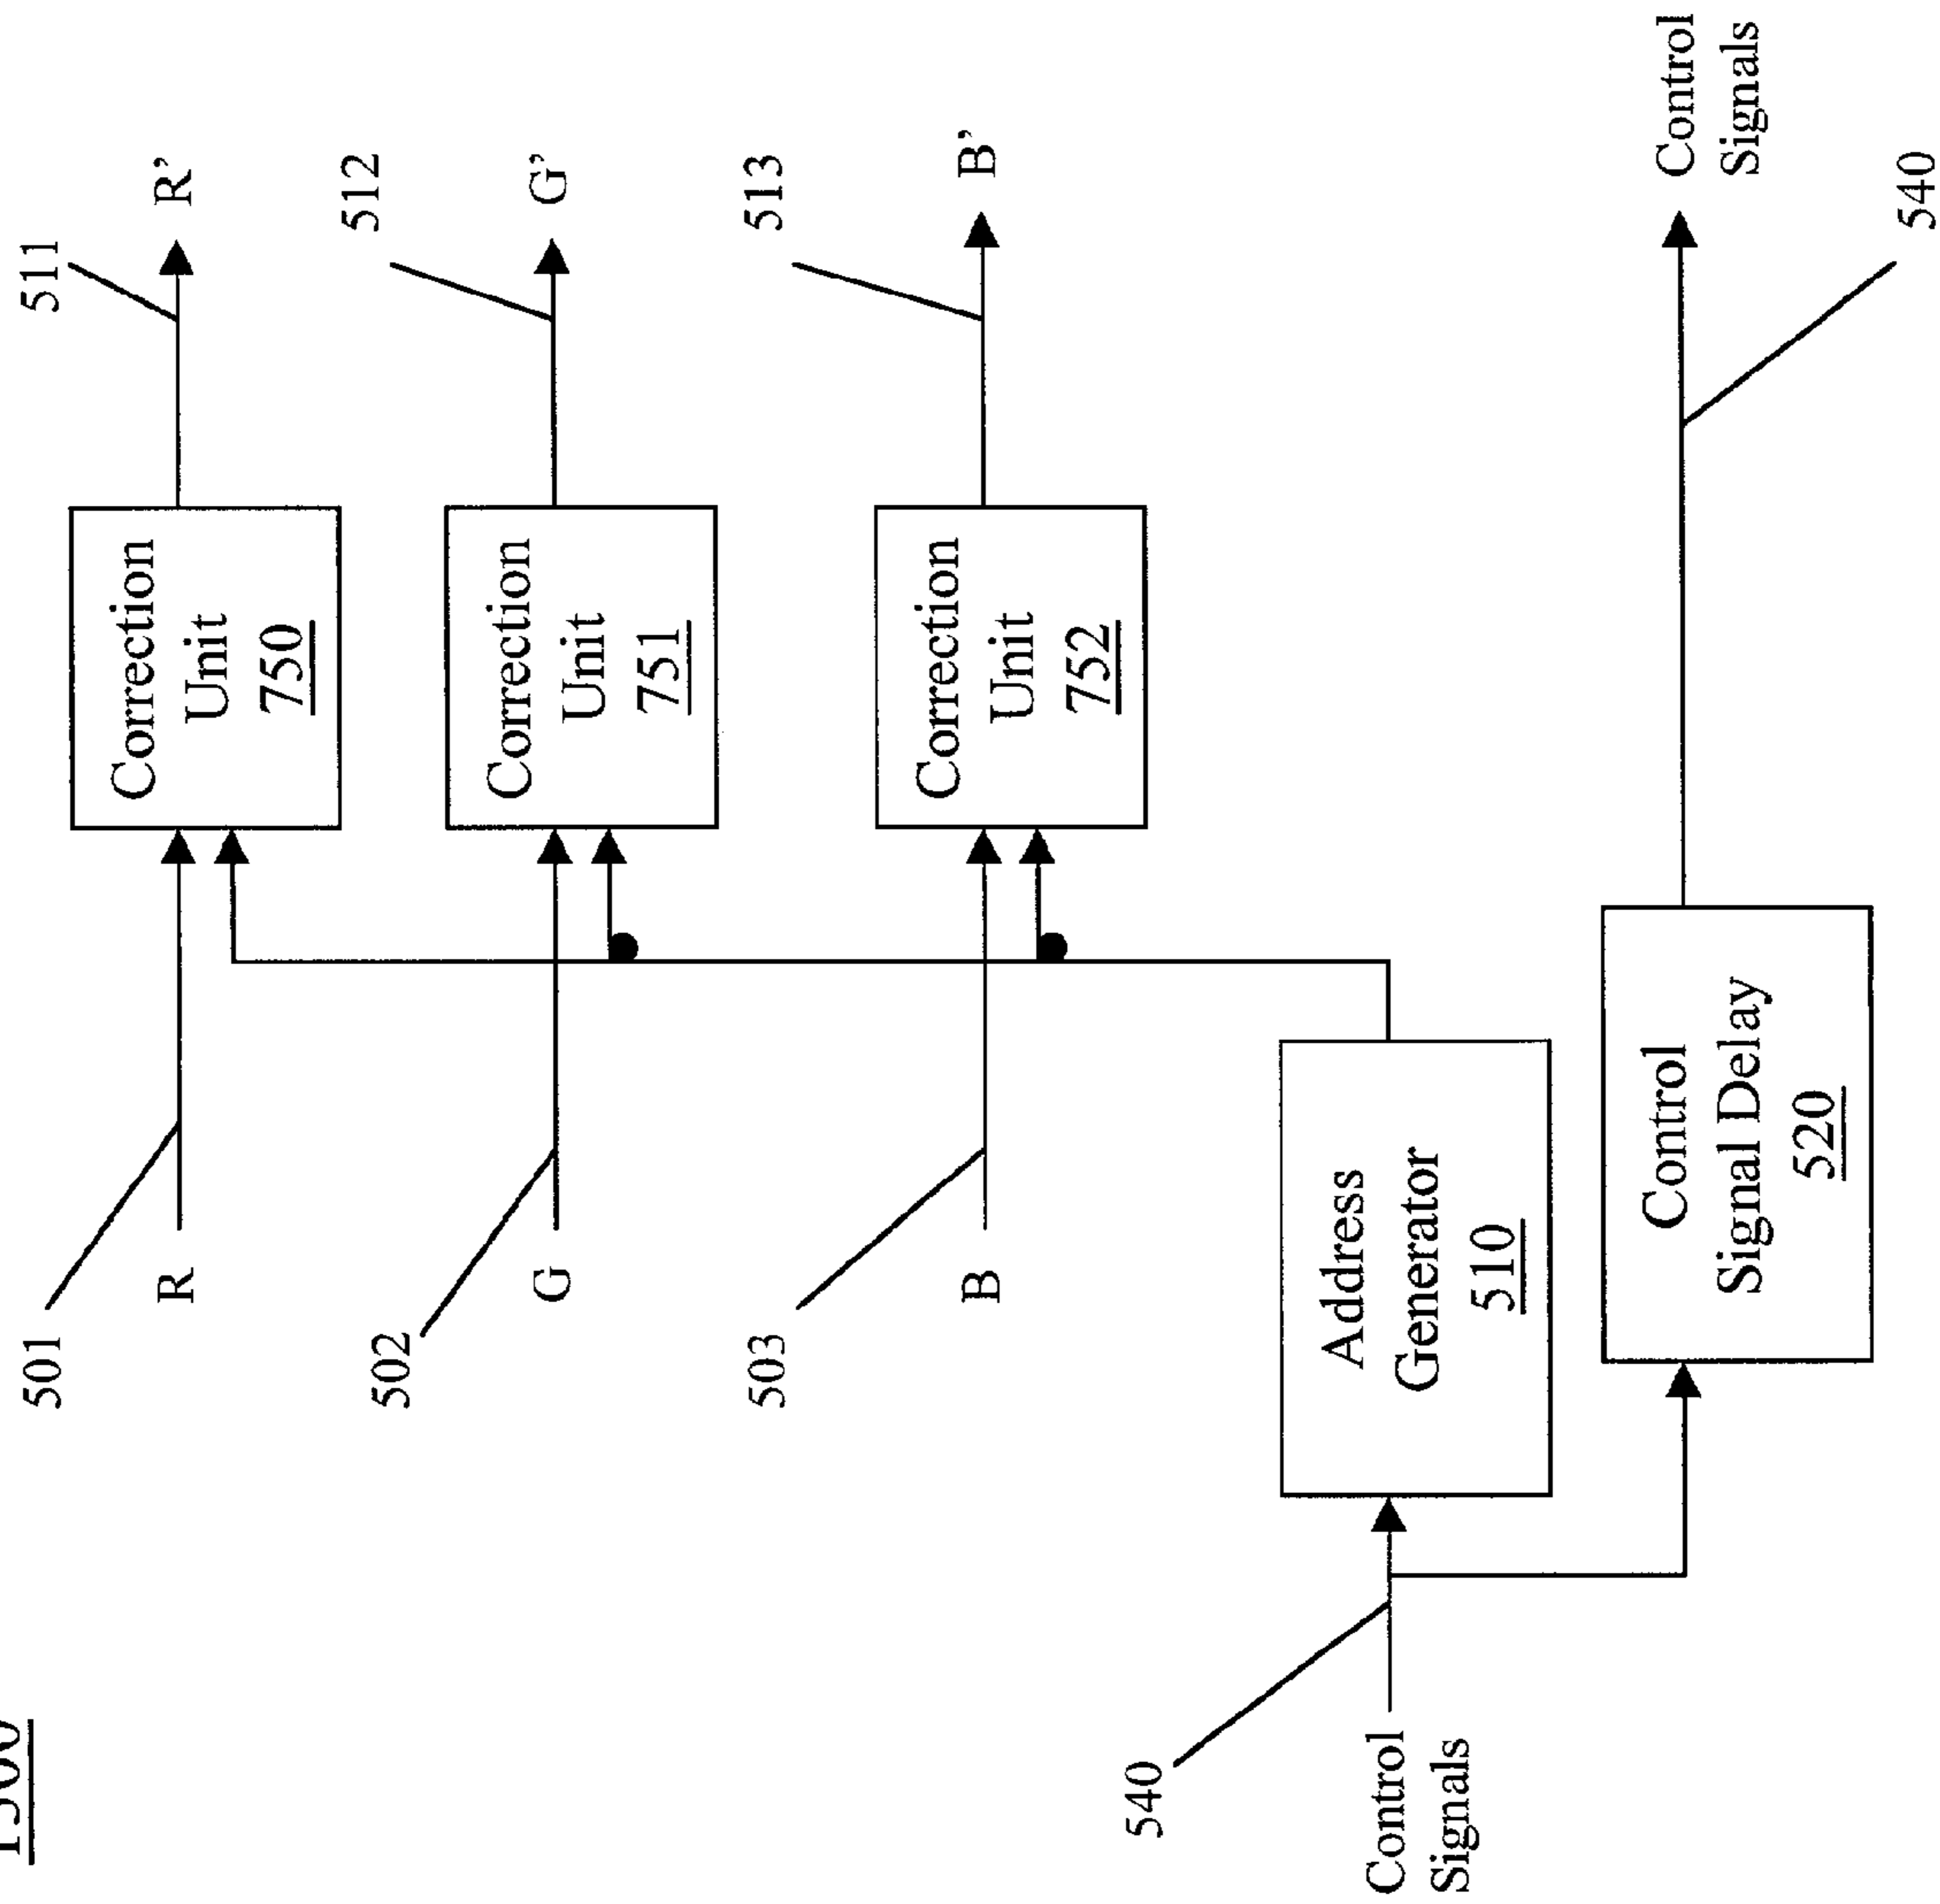 501
R
502
G
503
B
Correction
Unit
750
Correction
Unit
751
Correction
Unit
752
511
R’
512
G’
513
B’
540
Control
Signals
Address
Generator
510
Control
Signal Delay
520
Control
Signals
540